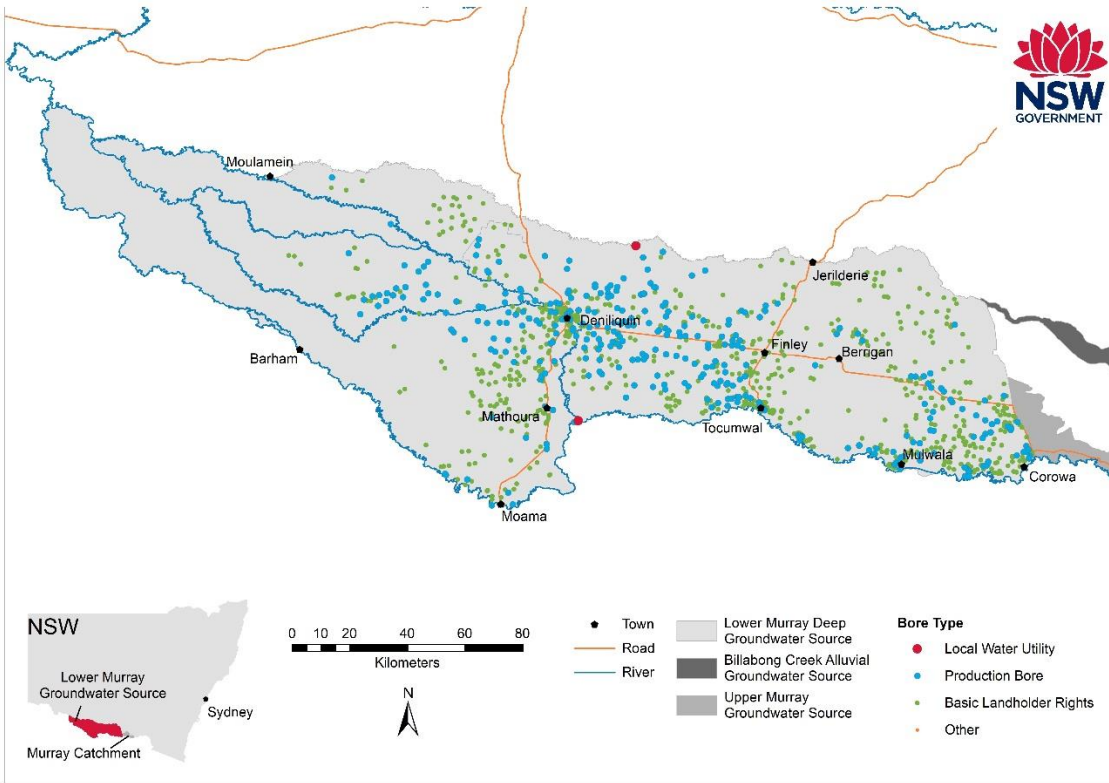 NSW
GOVERNMENT
Moulamein
Jerilderie
Deniliquin
Finley
Berrigan
Barham
Mathoura
Tocumwal
Mulwala
Corowa
Moama
NSW
Lower Murray
Groundwater Source
Sydney
Murray Catchment
0 10 20 40 60 80
Kilometers
N
Town
Road
River
Lower Murray Deep
Groundwater Source
Billabong Creek Alluvial
Groundwater Source
Upper Murray
Groundwater Source
Bore Type
Local Water Utility
Production Bore
Basic Landholder Rights
Other